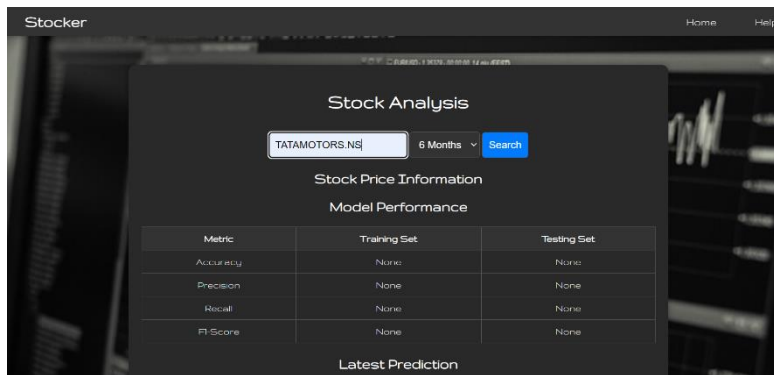 Stocker Home Help
Stock Analysis
TATAMOTORS.NS 6 Months Search
Stock Price Information
Model Performance
Metric Training Set Testing Set
Accuracy None None
Precision None None
Recall None None
F1-Score None None
Latest Prediction